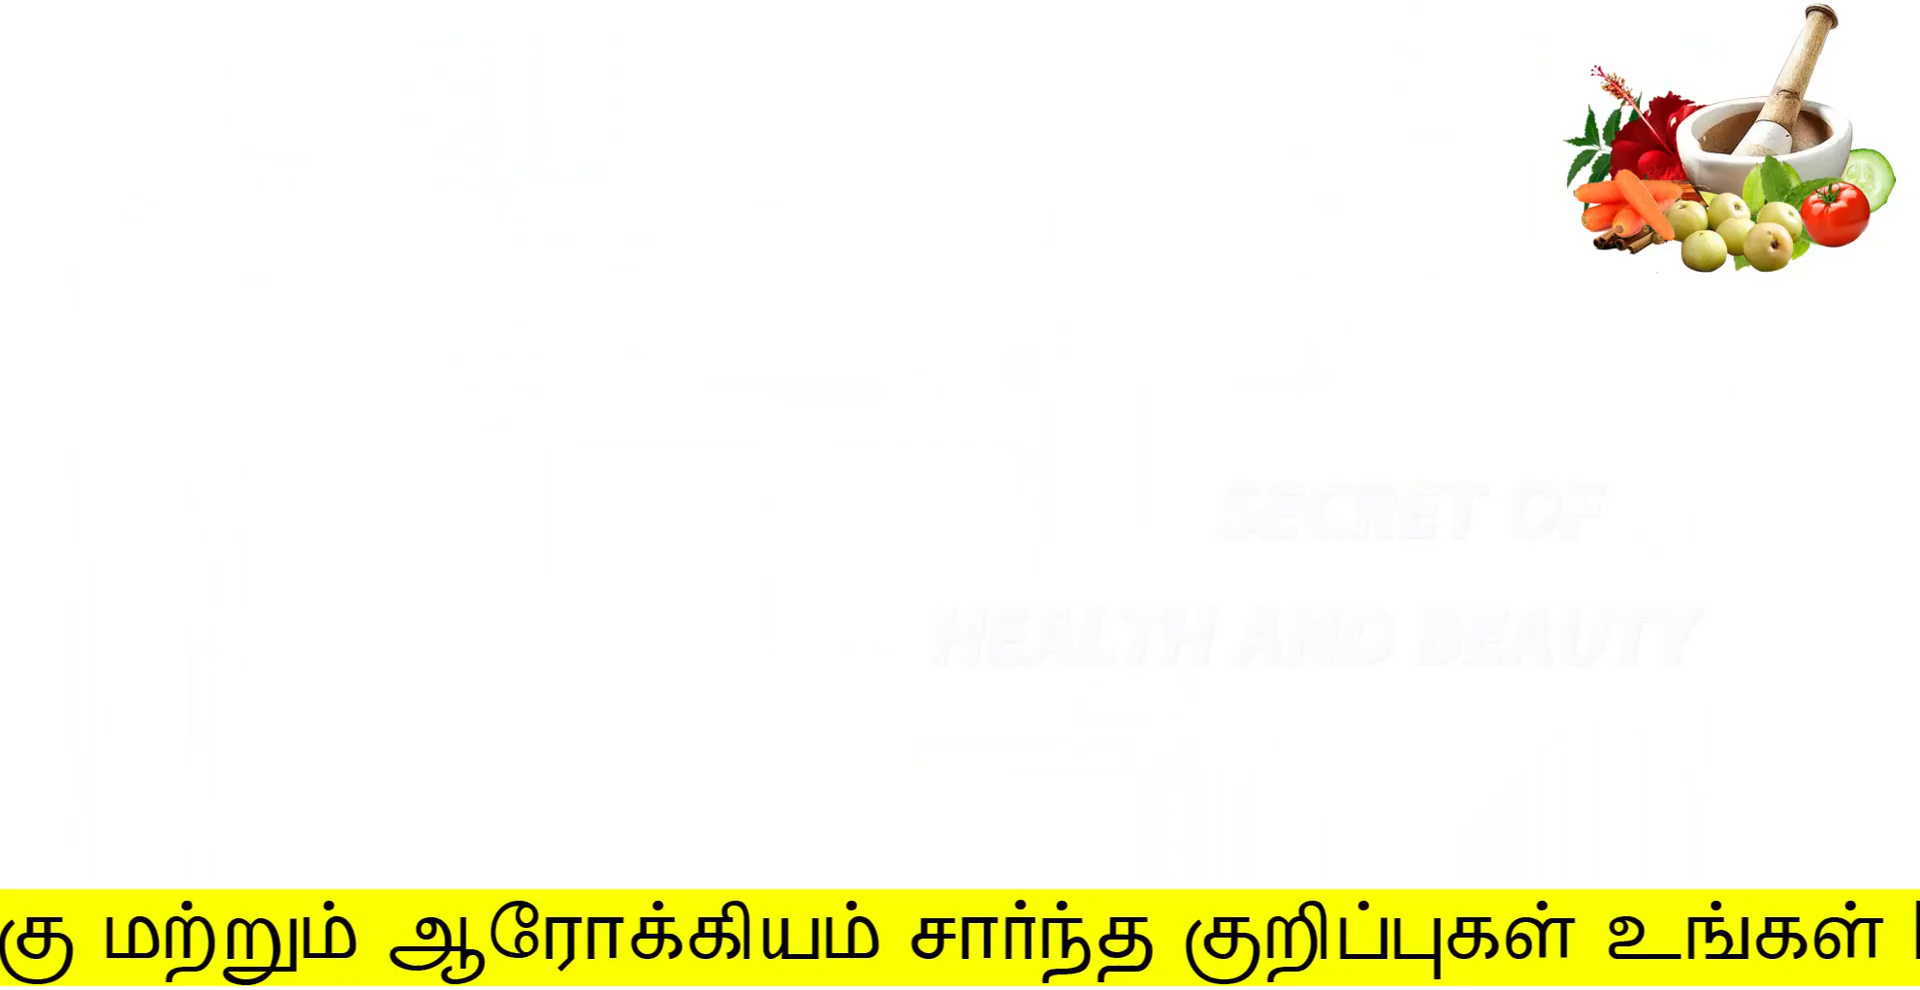 SECRET OF
HEALTH AND BEAUTY
கு மற்றும் ஆரோக்கியம் சார்ந்த குறிப்புகள் உங்கள்